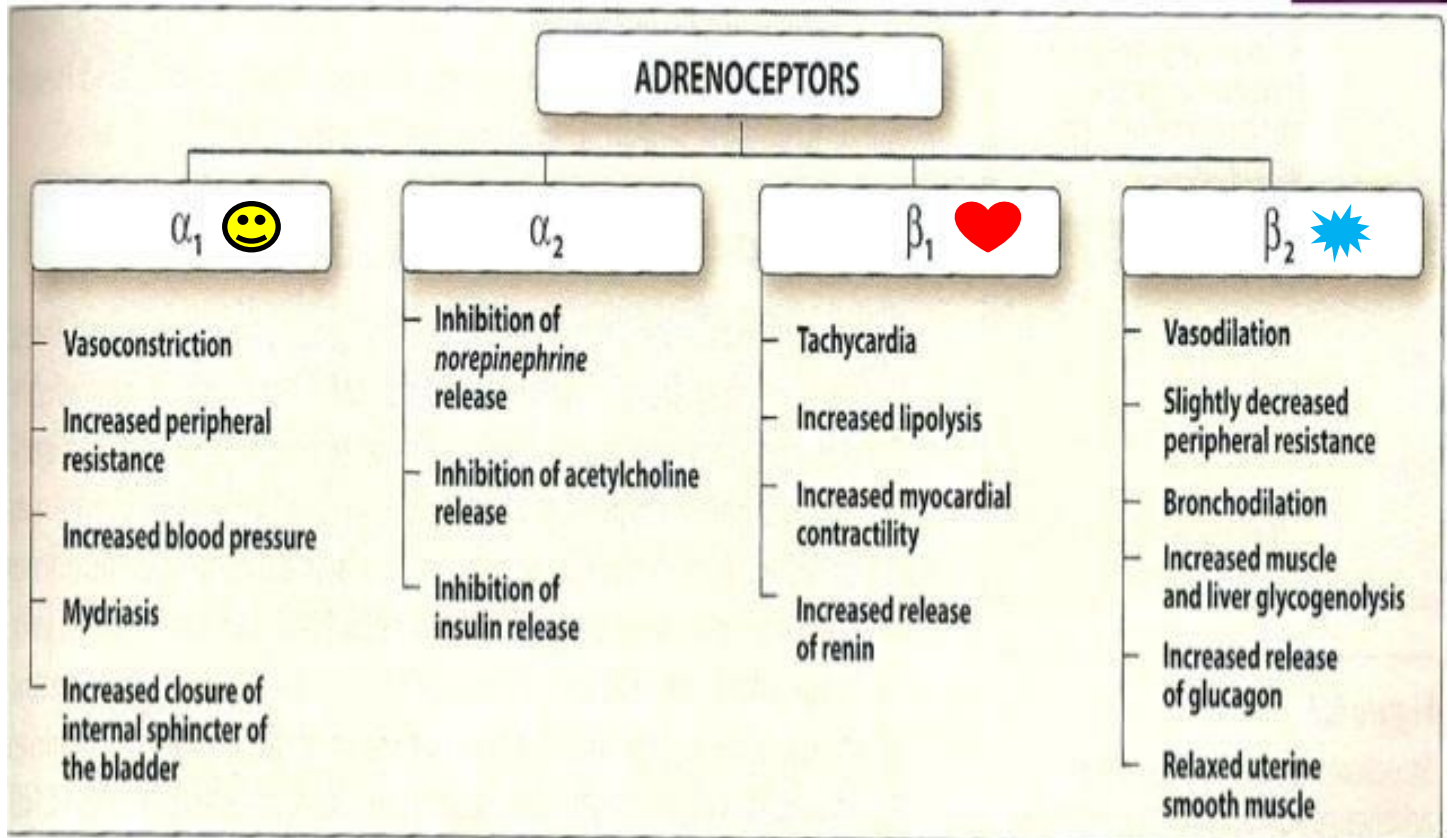 ADRENOCEPTORS
α1
Vasoconstriction
Increased peripheral
resistance
Increased blood pressure
Mydriasis
Increased closure of
internal sphincter of
the bladder
α2
Inhibition of
norepinephrine
release
Inhibition of acetylcholine
release
Inhibition of
insulin release
β1
Tachycardia
Increased lipolysis
Increased myocardial
contractility
Increased release
of renin
β2
Vasodilation
Slightly decreased
peripheral resistance
Bronchodilation
Increased muscle
and liver glycogenolysis
Increased release
of glucagon
Relaxed uterine
smooth muscle